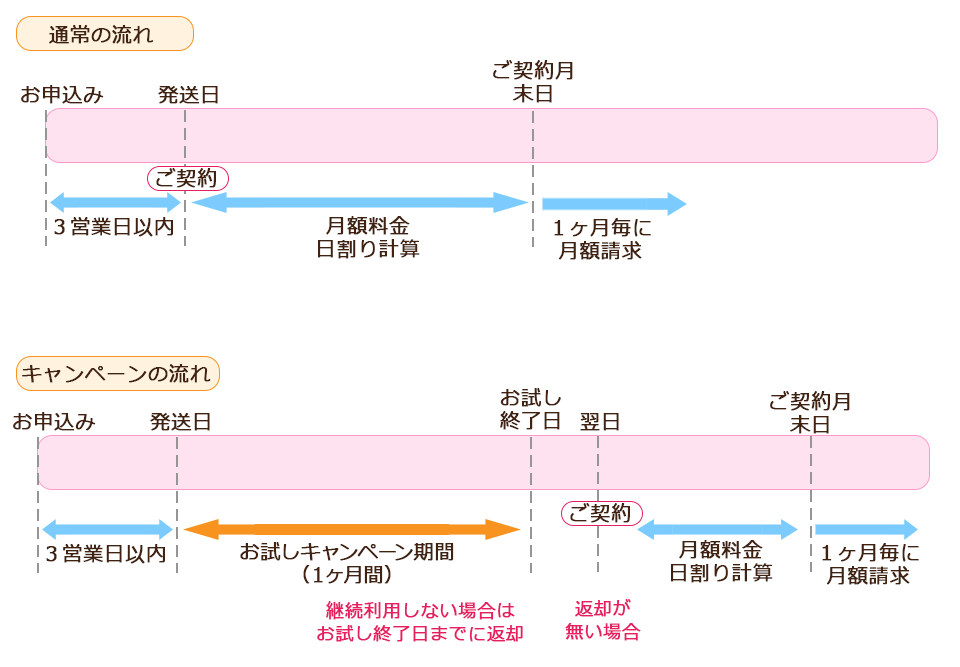 通常の流れ
お申込み
発送日
ご契約月
末日
ご契約
３営業日以内
月額料金
日割り計算
１ヶ月毎に
月額請求
キャンペーンの流れ
お申込み
発送日
お試し
終了日
翌日
ご契約月
末日
ご契約
３営業日以内
お試しキャンペーン期間
（1ヶ月間）
月額料金
日割り計算
１ヶ月毎に
月額請求
継続利用しない場合は
お試し終了日までに返却
返却が
無い場合